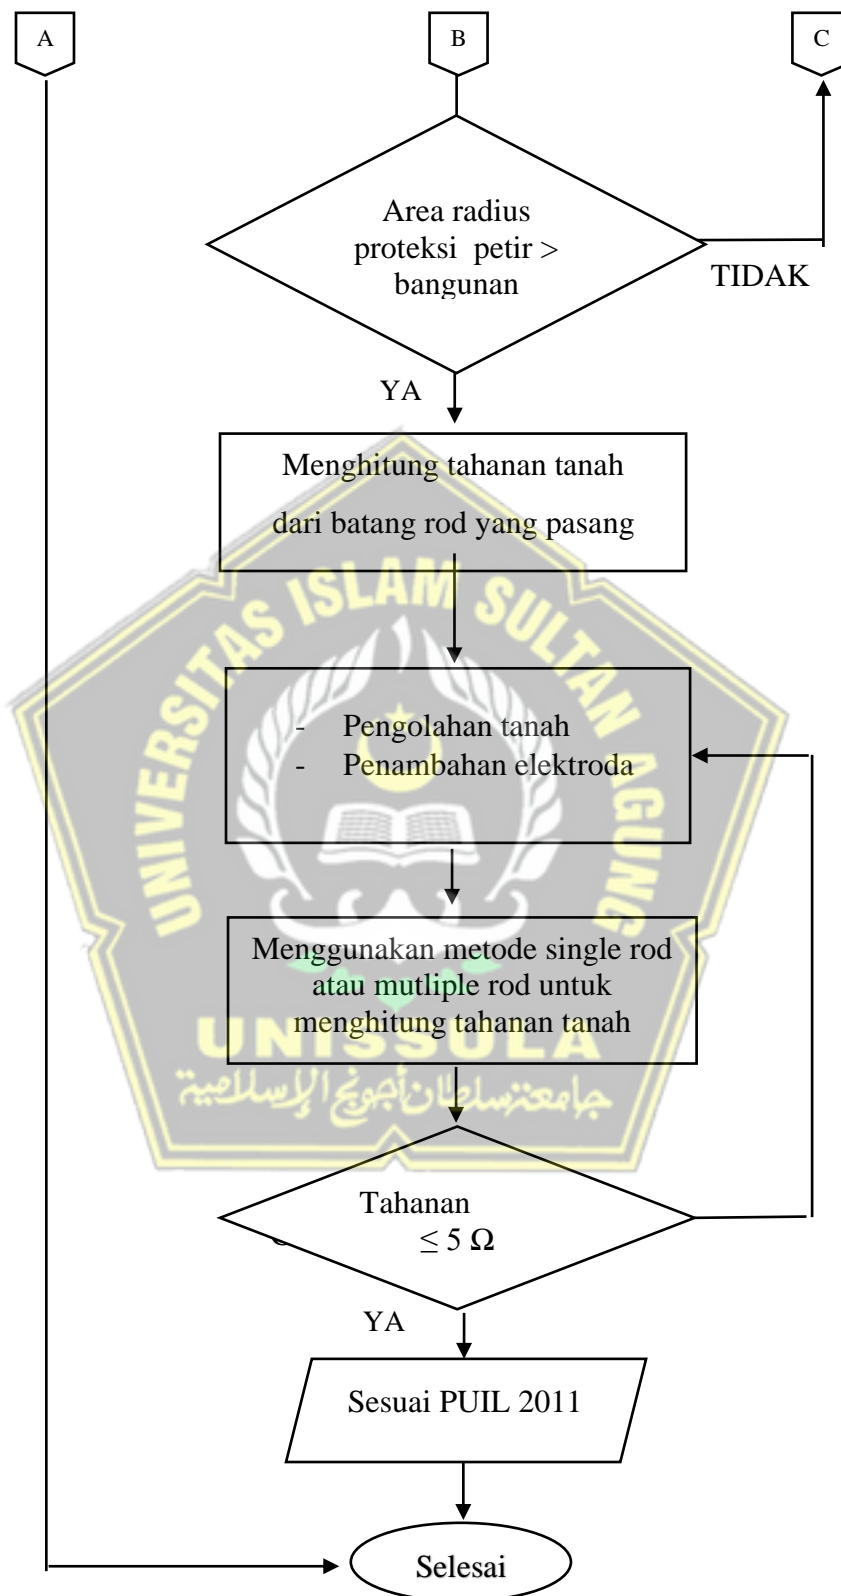 A
B
C
Area radius
proteksi petir >
bangunan
TIDAK
YA
Menghitung tahanan tanah
dari batang rod yang pasang
UNIVERSITAS ISLAM SULTAN AGUNG
- Pengolahan tanah
- Penambahan elektroda
Menggunakan metode single rod
atau mutliple rod untuk
menghitung tahanan tanah
UNISSULA
جامعتنسلطان أجونج الإسلامية
Tahanan
≤ 5 Ω
YA
Sesuai PUIL 2011
Selesai